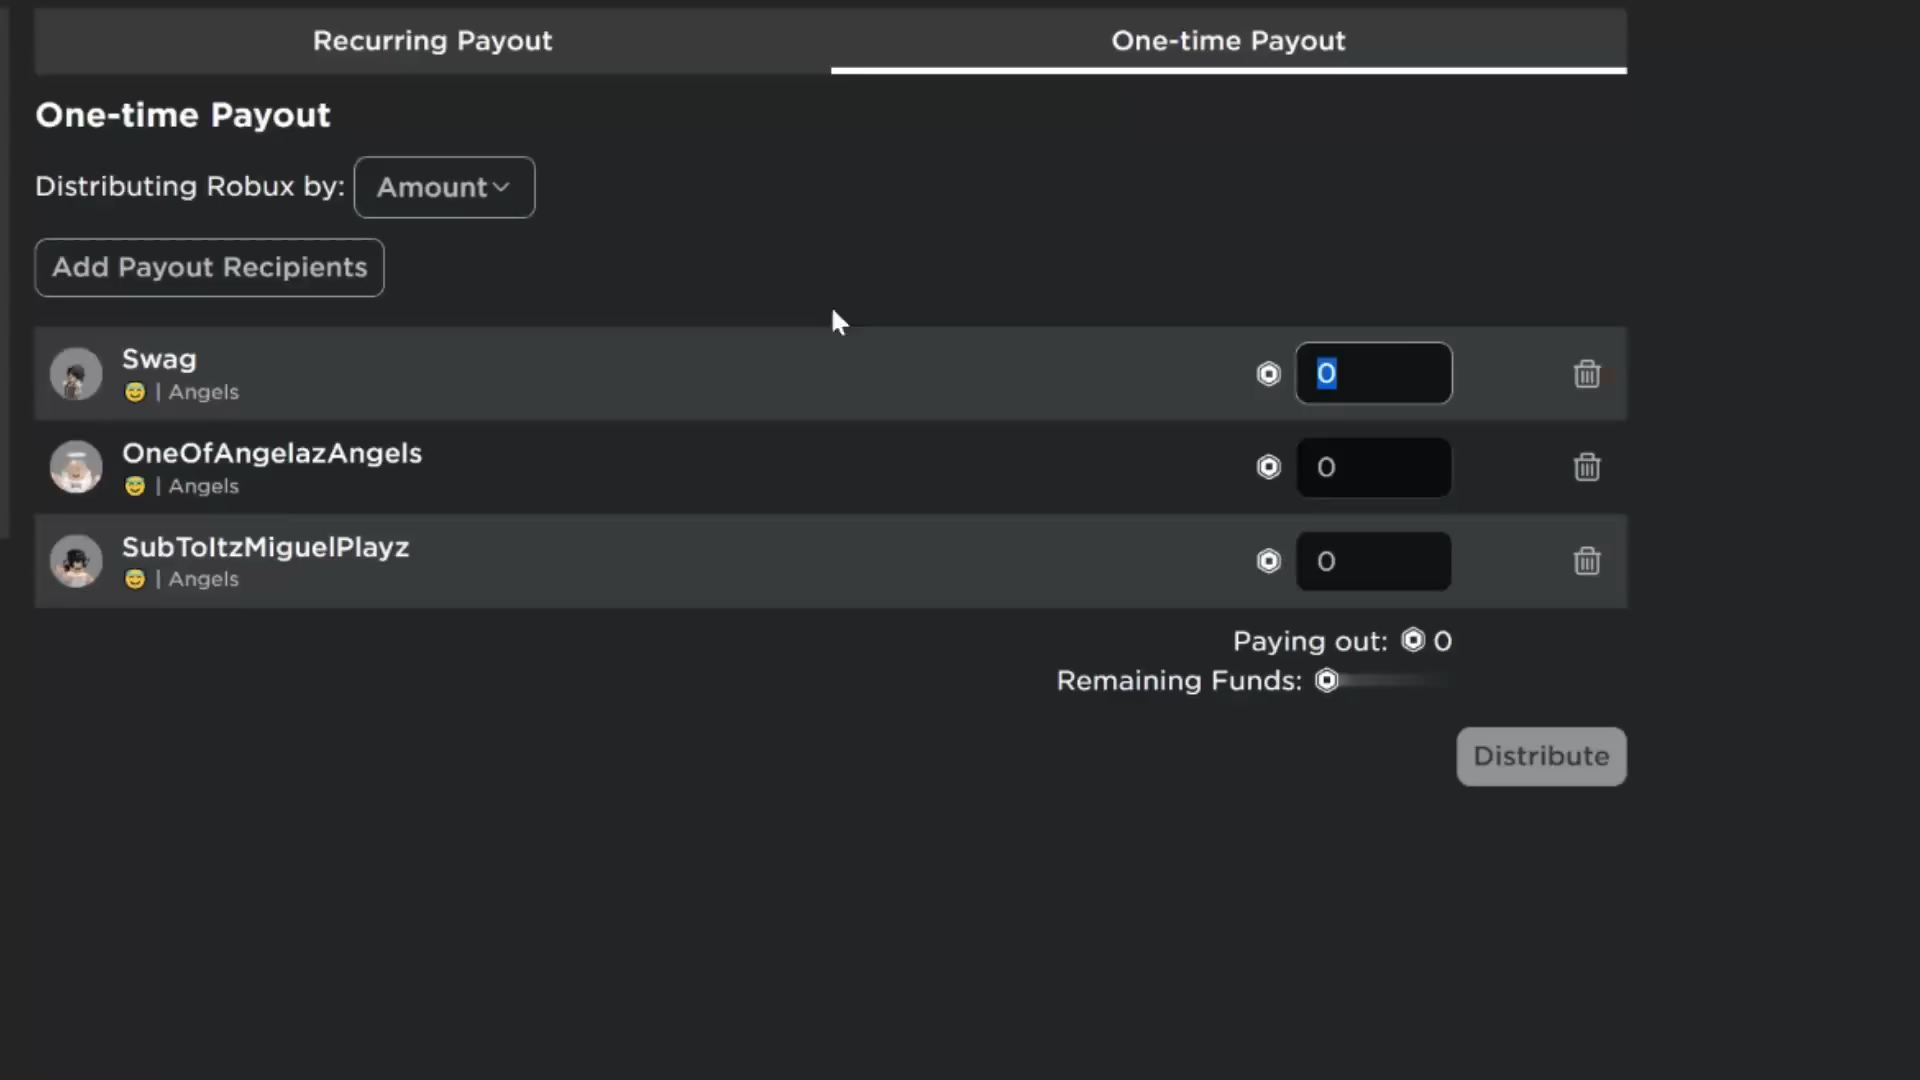 Recurring Payout
One-time Payout
One-time Payout
Distributing Robux by: Amount
Add Payout Recipients
Swag
0
😇 | Angels
OneOfAngelazAngels
0
😇 | Angels
SubToItzMiguelPlayz
0
😇 | Angels
Paying out: 0
Remaining Funds:
Distribute